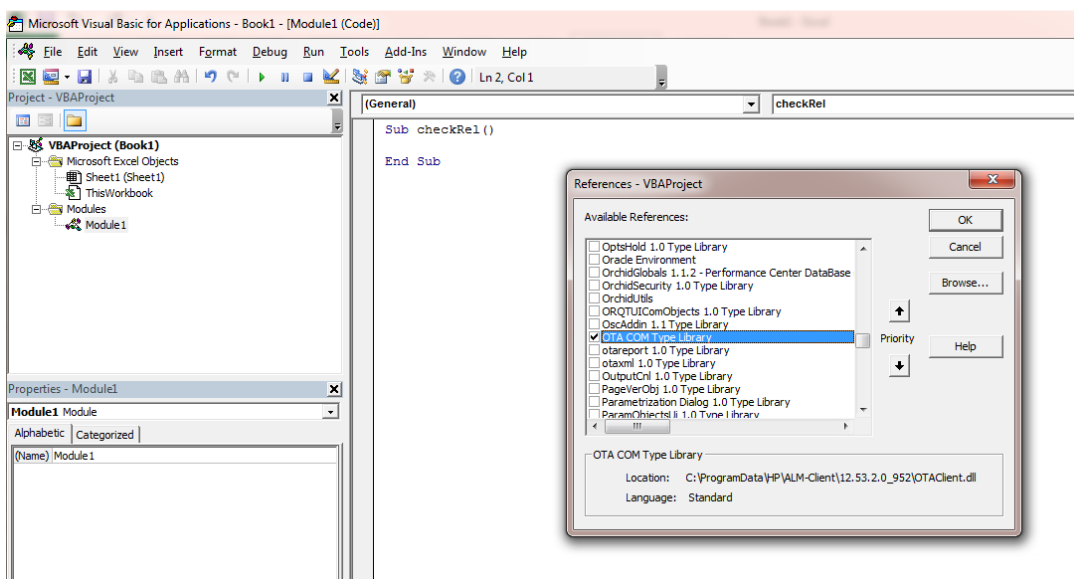 Microsoft Visual Basic for Applications - Book1 - [Module1 (Code)]
File Edit View Insert Format Debug Run Tools Add-Ins Window Help
Ln 2, Col 1
Project - VBAProject
(General)
checkRel
VBAProject (Book1)
Microsoft Excel Objects
Sheet1 (Sheet1)
ThisWorkbook
Modules
Module1
Sub checkRel()
End Sub
References - VBAProject
Available References:
OptsHold 1.0 Type Library
Oracle Environment
OrchidGlobals 1.1.2 - Performance Center DataBase
OrchidSecurity 1.0 Type Library
OrchidUtils
ORQTUIComObjects 1.0 Type Library
OscAddin 1.1 Type Library
OTA COM Type Library
otareport 1.0 Type Library
otaxml 1.0 Type Library
OutputCnl 1.0 Type Library
PageVerObj 1.0 Type Library
Parametrization Dialog 1.0 Type Library
ParamObjectsUi 1.0 Type Library
OK
Cancel
Browse...
Priority
Help
OTA COM Type Library
Location: C:\ProgramData\HP\ALM-Client\12.53.2.0_952\OTAClient.dll
Language: Standard
Properties - Module1
Module1 Module
Alphabetic Categorized
(Name) Module1